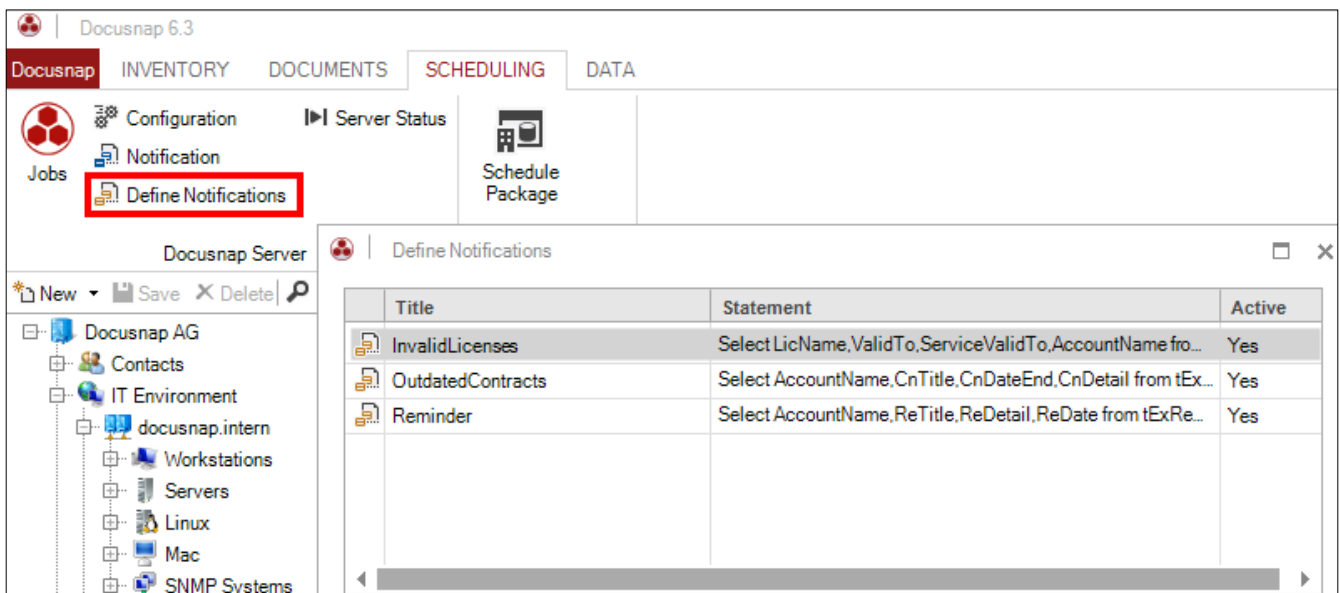 Docusnap 6.3
Docusnap INVENTORY DOCUMENTS SCHEDULING DATA
Configuration Server Status
Notification
Define Notifications
Jobs
Schedule
Package
Docusnap Server
Define Notifications
New Save Delete
Title Statement Active
InvalidLicenses Select LicName,ValidTo,ServiceValidTo,AccountName fro... Yes
OutdatedContracts Select AccountName,CnTitle,CnDateEnd,CnDetail from tEx... Yes
Reminder Select AccountName,ReTitle,ReDetail,ReDate from tExRe... Yes
Docusnap AG
Contacts
IT Environment
docusnap.intern
Workstations
Servers
Linux
Mac
SNMP Systems